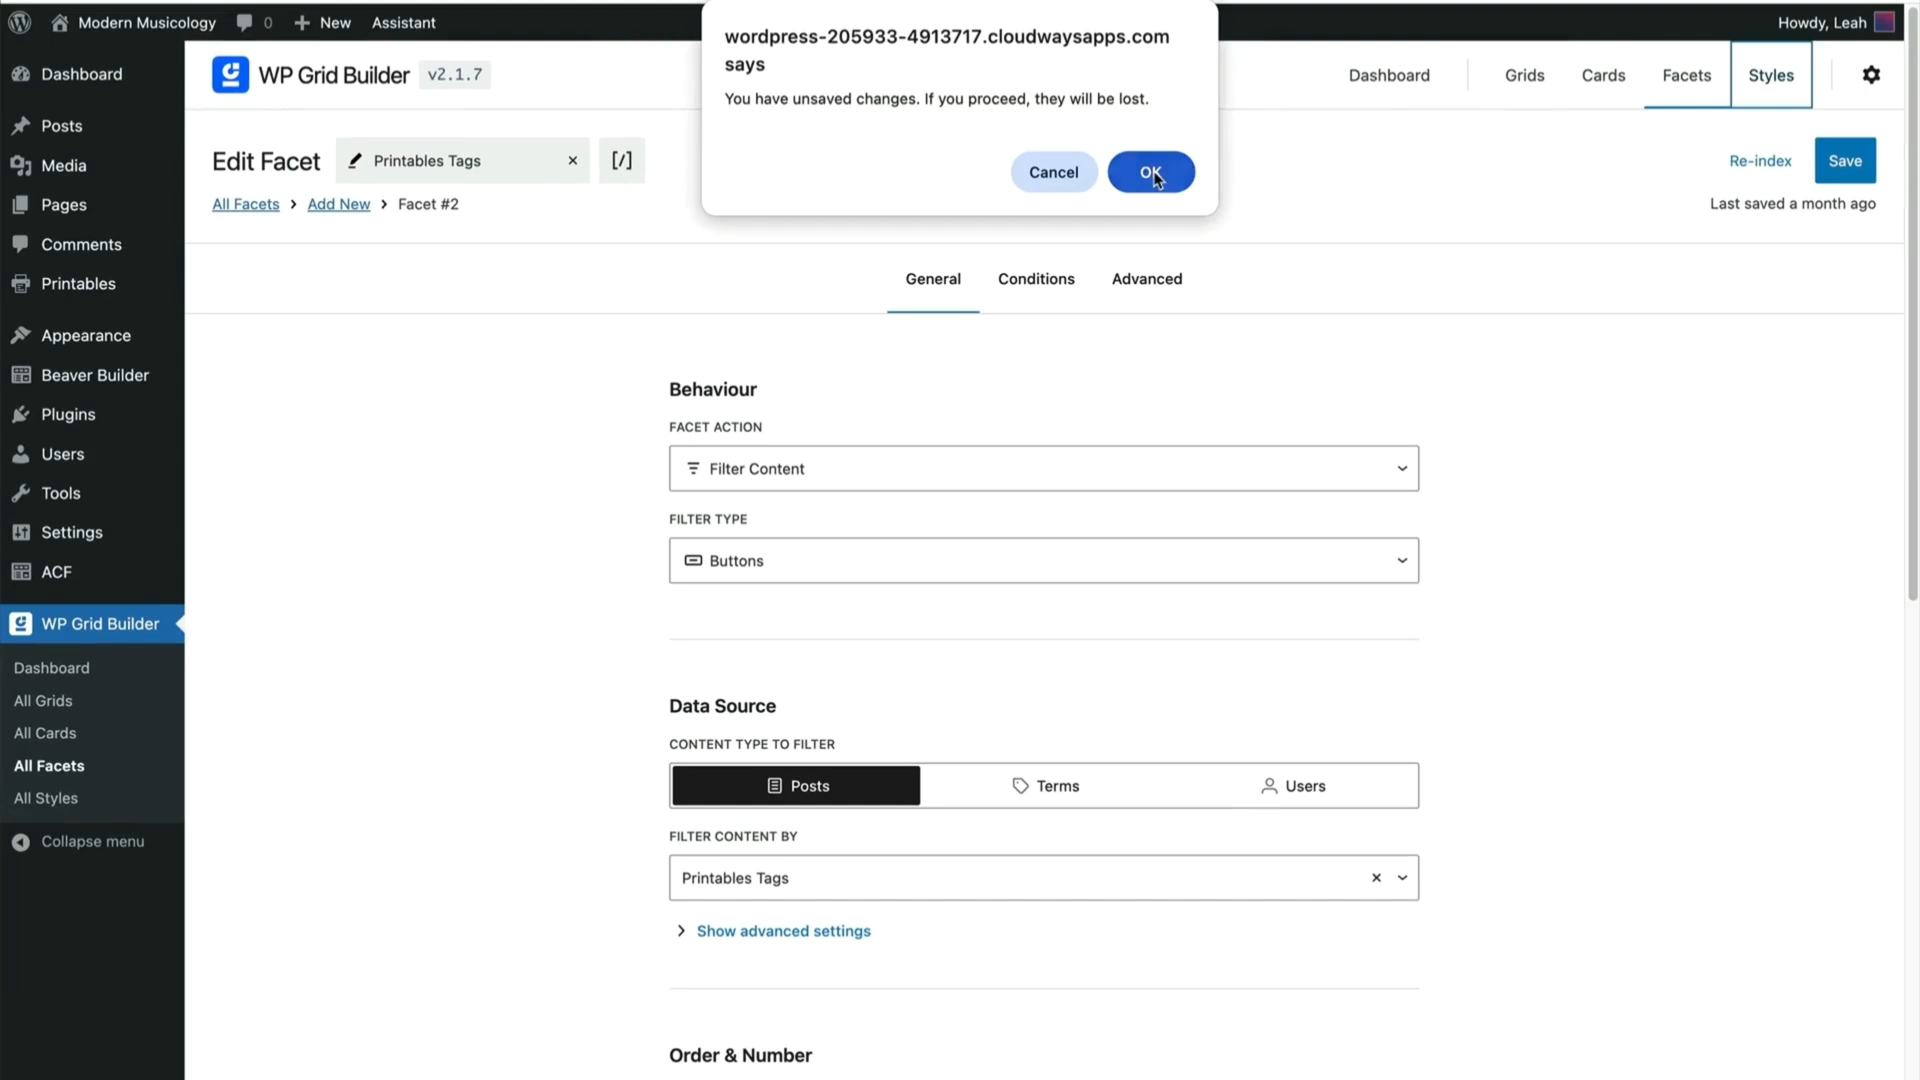 Modern Musicology
0
New
Assistant
Howdy, Leah
wordpress-205933-4913717.cloudwaysapps.com
says
You have unsaved changes. If you proceed, they will be lost.
Cancel
OK
WP Grid Builder
v2.1.7
Dashboard
Grids
Cards
Facets
Styles
Dashboard
Posts
Media
Pages
Comments
Printables
Appearance
Beaver Builder
Plugins
Users
Tools
Settings
ACF
WP Grid Builder
Dashboard
All Grids
All Cards
All Facets
All Styles
Collapse menu
Edit Facet
Printables Tags
[/]
Re-index
Save
All Facets > Add New > Facet #2
Last saved a month ago
General
Conditions
Advanced
Behaviour
FACET ACTION
Filter Content
FILTER TYPE
Buttons
Data Source
CONTENT TYPE TO FILTER
Posts
Terms
Users
FILTER CONTENT BY
Printables Tags
Show advanced settings
Order & Number